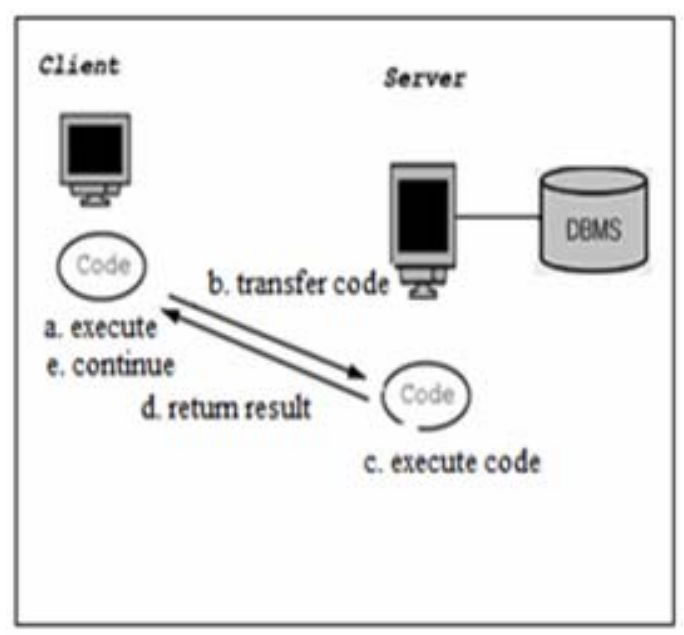 Client
Server
DBMS
Code
b. transfer code
a. execute
e. continue
d. return result
Code
c. execute code